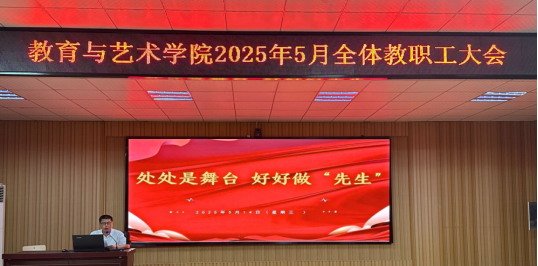 教育与艺术学院2025年5月全体教职工大会
处处是舞台 好好做“先生”